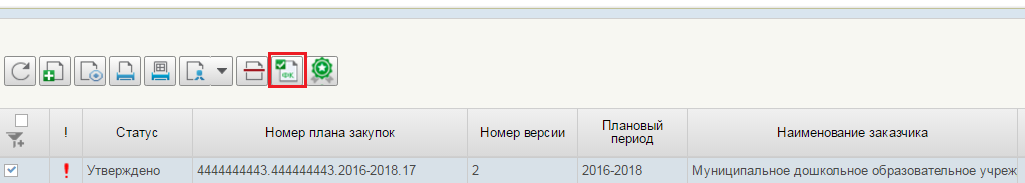 ФК
! Статус Номер плана закупок Номер версии Плановый период Наименование заказчика
! Утверждено 4444444443.444444443.2016-2018.17 2 2016-2018 Муниципальное дошкольное образовательное учреж